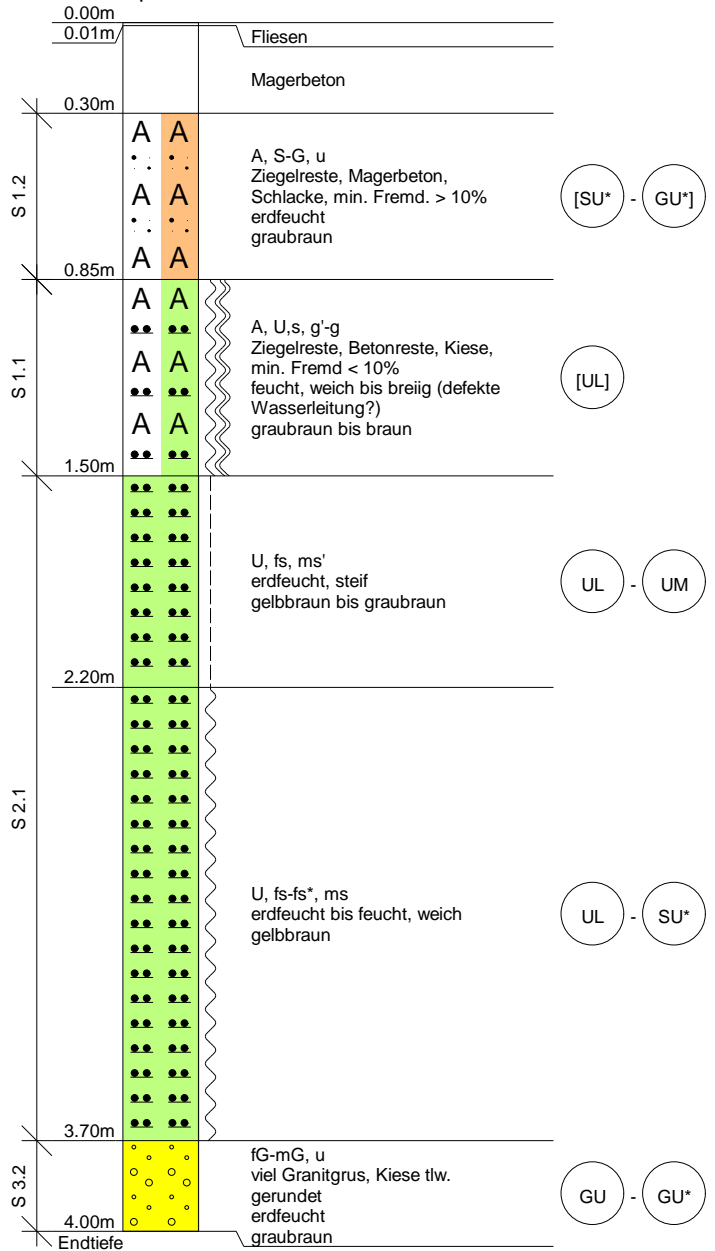 0.00m
0.01m
Fliesen
Magerbeton
0.30m
S 1.2
A A
A A
A A
A, S-G, u
Ziegelreste, Magerbeton,
Schlacke, min. Fremd. > 10%
erdfeucht
graubraun
[SU* - GU*]
0.85m
S 1.1
A A
A A
A A
A, U,s, g'-g
Ziegelreste, Betonreste, Kiese,
min. Fremd < 10%
feucht, weich bis breiig (defekte
Wasserleitung?)
graubraun bis braun
[UL]
1.50m
S 2.1
U, fs, ms'
erdfeucht, steif
gelbbraun bis graubraun
UL - UM
2.20m
U, fs-fs*, ms
erdfeucht bis feucht, weich
gelbbraun
UL - SU*
3.70m
S 3.2
fG-mG, u
viel Granitgrus, Kiese tlw.
gerundet
erdfeucht
graubraun
GU - GU*
4.00m
Endtiefe